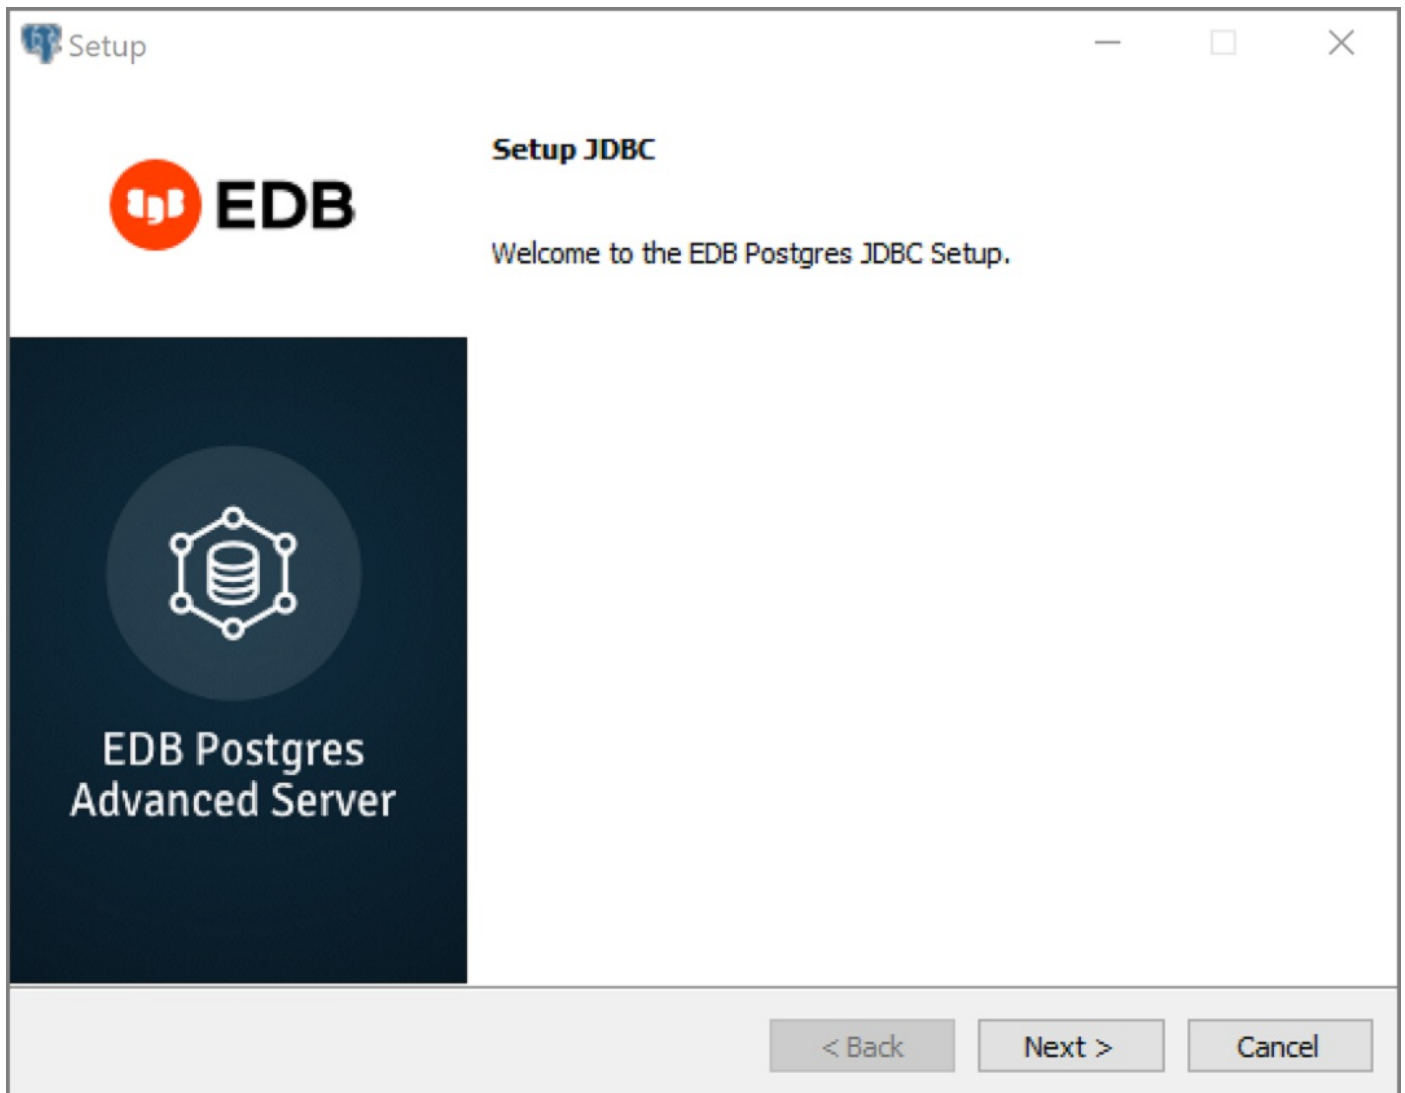 Setup
EDB
Setup JDBC
Welcome to the EDB Postgres JDBC Setup.
EDB Postgres
Advanced Server
< Back
Next >
Cancel